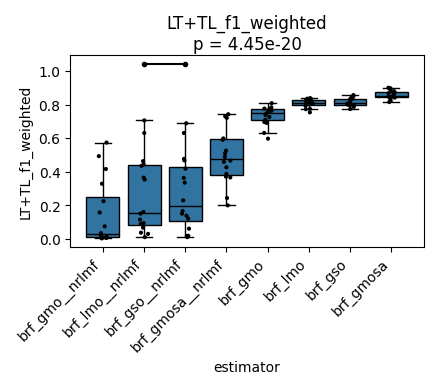 LT+TL_f1_weighted
p = 4.45e-20
LT+TL_f1_weighted
1.0
0.8
0.6
0.4
0.2
0.0
brf_gmo__nrlmf
brf_lmo__nrlmf
brf_gso__nrlmf
brf_gmosa__nrlmf
brf_gmo
brf_lmo
brf_gso
brf_gmosa
estimator